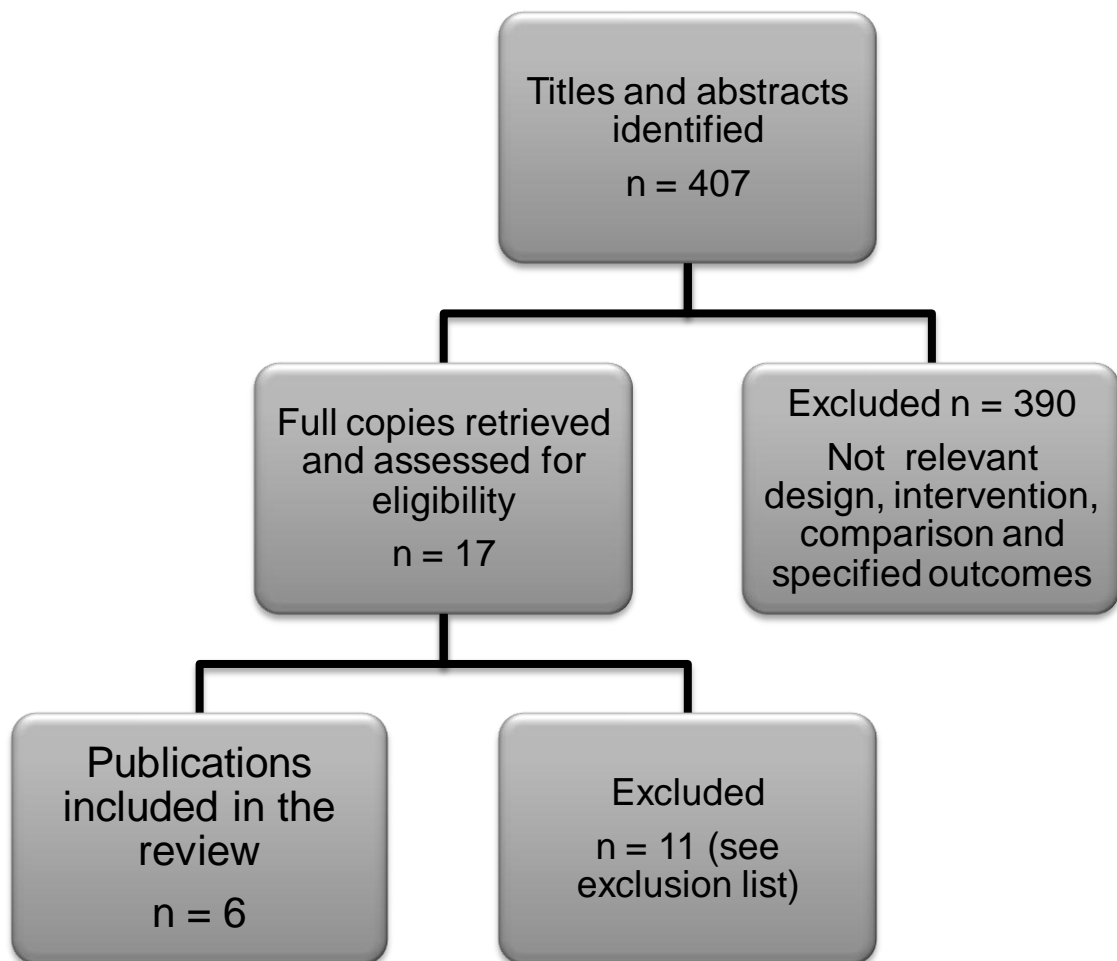 Titles and abstracts
identified
n = 407
Full copies retrieved
and assessed for
eligibility
n = 17
Excluded n = 390
Not relevant
design, intervention,
comparison and
specified outcomes
Publications
included in the
review
n = 6
Excluded
n = 11 (see
exclusion list)